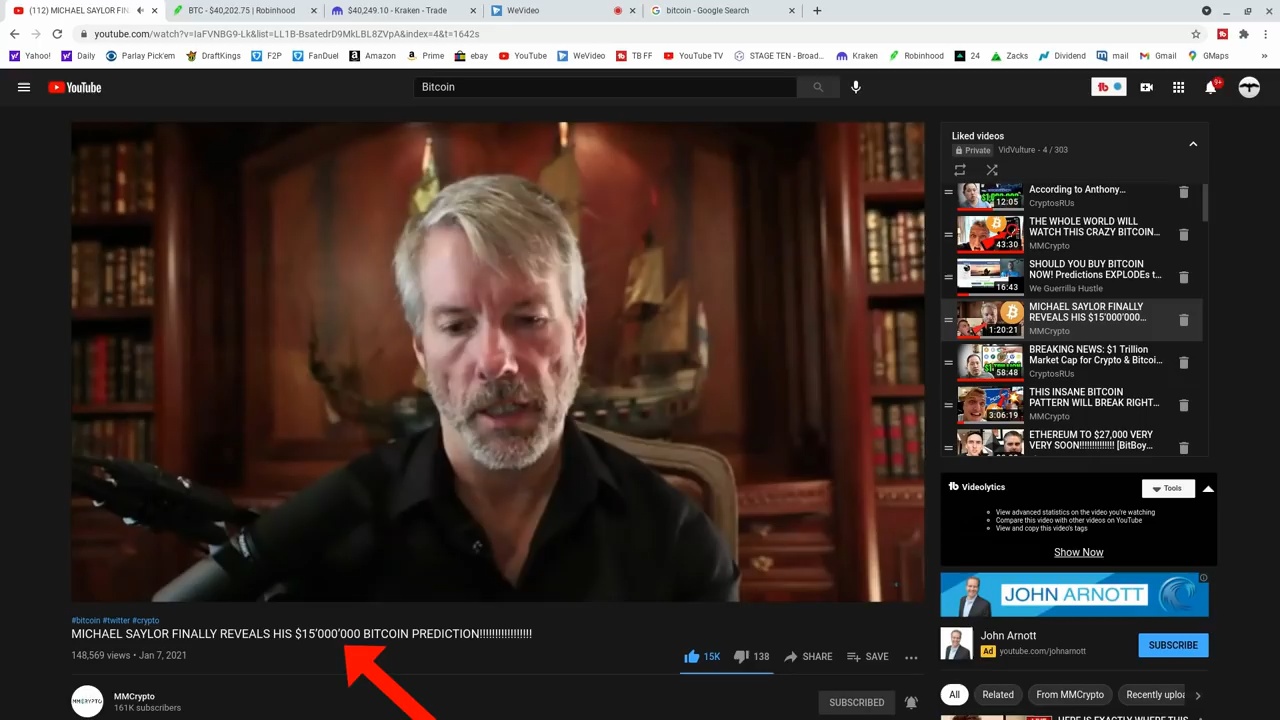 (112) MICHAEL SAYLOR FIN
BTC - $40,202.75 | Robinhood
$40,249.10 - Kraken - Trade
WeVideo
bitcoin - Google Search
youtube.com/watch?v=IaFVNBG9-Lk&list=LL1B-BsatedrD9MkLBL8ZVpA&index=4&t=1642s
Yahoo!
Daily
Parlay Pick'em
DraftKings
F2P
FanDuel
Amazon
Prime
ebay
YouTube
WeVideo
TB FF
YouTube TV
STAGE TEN - Broad...
Kraken
Robinhood
24
Zacks
Dividend
mail
Gmail
GMaps
YouTube
Bitcoin
tb
9+
Liked videos
Private VidVulture - 4 / 303
According to Anthony...
CryptosRUs
12:05
THE WHOLE WORLD WILL
WATCH THIS CRAZY BITCOIN...
MMCrypto
43:30
SHOULD YOU BUY BITCOIN
NOW! Predictions EXPLODEs t...
We Guerrilla Hustle
16:43
MICHAEL SAYLOR FINALLY
REVEALS HIS $15'000'000...
MMCrypto
1:20:21
BREAKING NEWS: $1 Trillion
Market Cap for Crypto & Bitcoi...
CryptosRUs
58:48
THIS INSANE BITCOIN
PATTERN WILL BREAK RIGHT...
MMCrypto
3:06:19
ETHEREUM TO $27,000 VERY
VERY SOON!!!!!!!!!!!!! [BitBoy
tb Videolytics
Tools
View advanced statistics on the video you're watching
Compare this video with other videos on YouTube
View and copy this video's tags
Show Now
JOHN ARNOTT
John Arnott
Ad youtube.com/johnarnott
SUBSCRIBE
All
Related
From MMCrypto
Recently uploa
#bitcoin #twitter #crypto
MICHAEL SAYLOR FINALLY REVEALS HIS $15'000'000 BITCOIN PREDICTION!!!!!!!!!!!!!!!!!
148,569 views • Jan 7, 2021
15K
138
SHARE
SAVE
MMCRYPTO
MMCrypto
161K subscribers
SUBSCRIBED